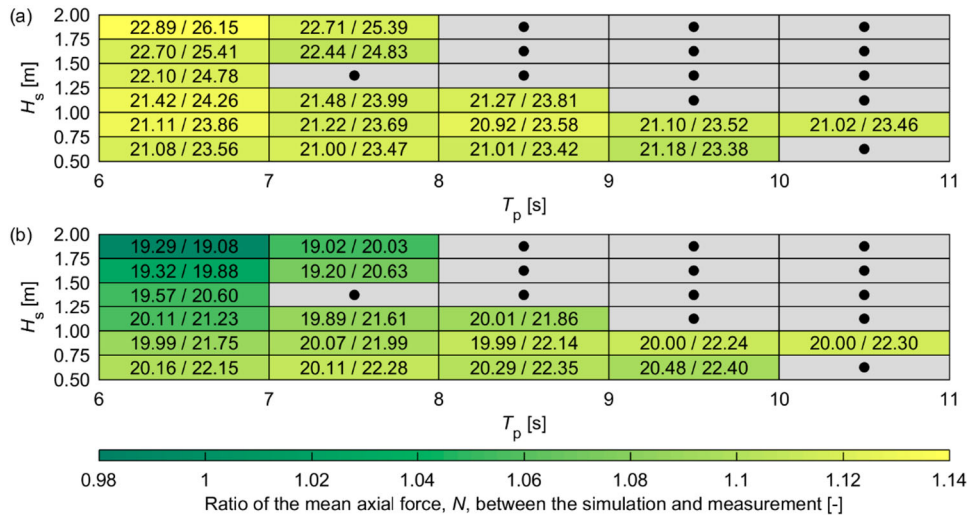 (a)
H_s [m]
2.00
1.75
1.50
1.25
1.00
0.75
0.50
22.89 / 26.15 22.71 / 25.39 ● ● ●
22.70 / 25.41 22.44 / 24.83 ● ● ●
22.10 / 24.78 ● ● ● ●
21.42 / 24.26 21.48 / 23.99 21.27 / 23.81 ● ●
21.11 / 23.86 21.22 / 23.69 20.92 / 23.58 21.10 / 23.52 21.02 / 23.46
21.08 / 23.56 21.00 / 23.47 21.01 / 23.42 21.18 / 23.38 ●
6 7 8 9 10 11
T_p [s]
(b)
H_s [m]
2.00
1.75
1.50
1.25
1.00
0.75
0.50
19.29 / 19.08 19.02 / 20.03 ● ● ●
19.32 / 19.88 19.20 / 20.63 ● ● ●
19.57 / 20.60 ● ● ● ●
20.11 / 21.23 19.89 / 21.61 20.01 / 21.86 ● ●
19.99 / 21.75 20.07 / 21.99 19.99 / 22.14 20.00 / 22.24 20.00 / 22.30
20.16 / 22.15 20.11 / 22.28 20.29 / 22.35 20.48 / 22.40 ●
6 7 8 9 10 11
T_p [s]
0.98 1 1.02 1.04 1.06 1.08 1.1 1.12 1.14
Ratio of the mean axial force, N, between the simulation and measurement [-]